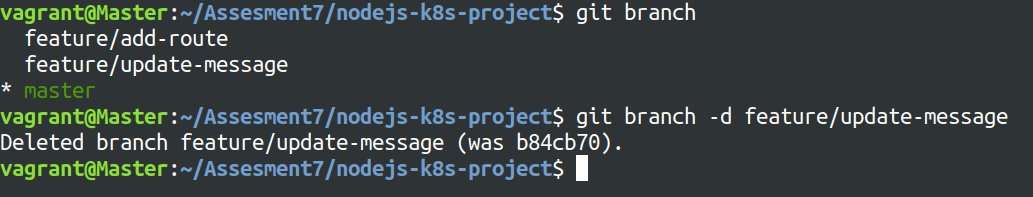 vagrant@Master:~/Assesment7/nodejs-k8s-project$ git branch
  feature/add-route
  feature/update-message
* master
vagrant@Master:~/Assesment7/nodejs-k8s-project$ git branch -d feature/update-message
Deleted branch feature/update-message (was b84cb70).
vagrant@Master:~/Assesment7/nodejs-k8s-project$